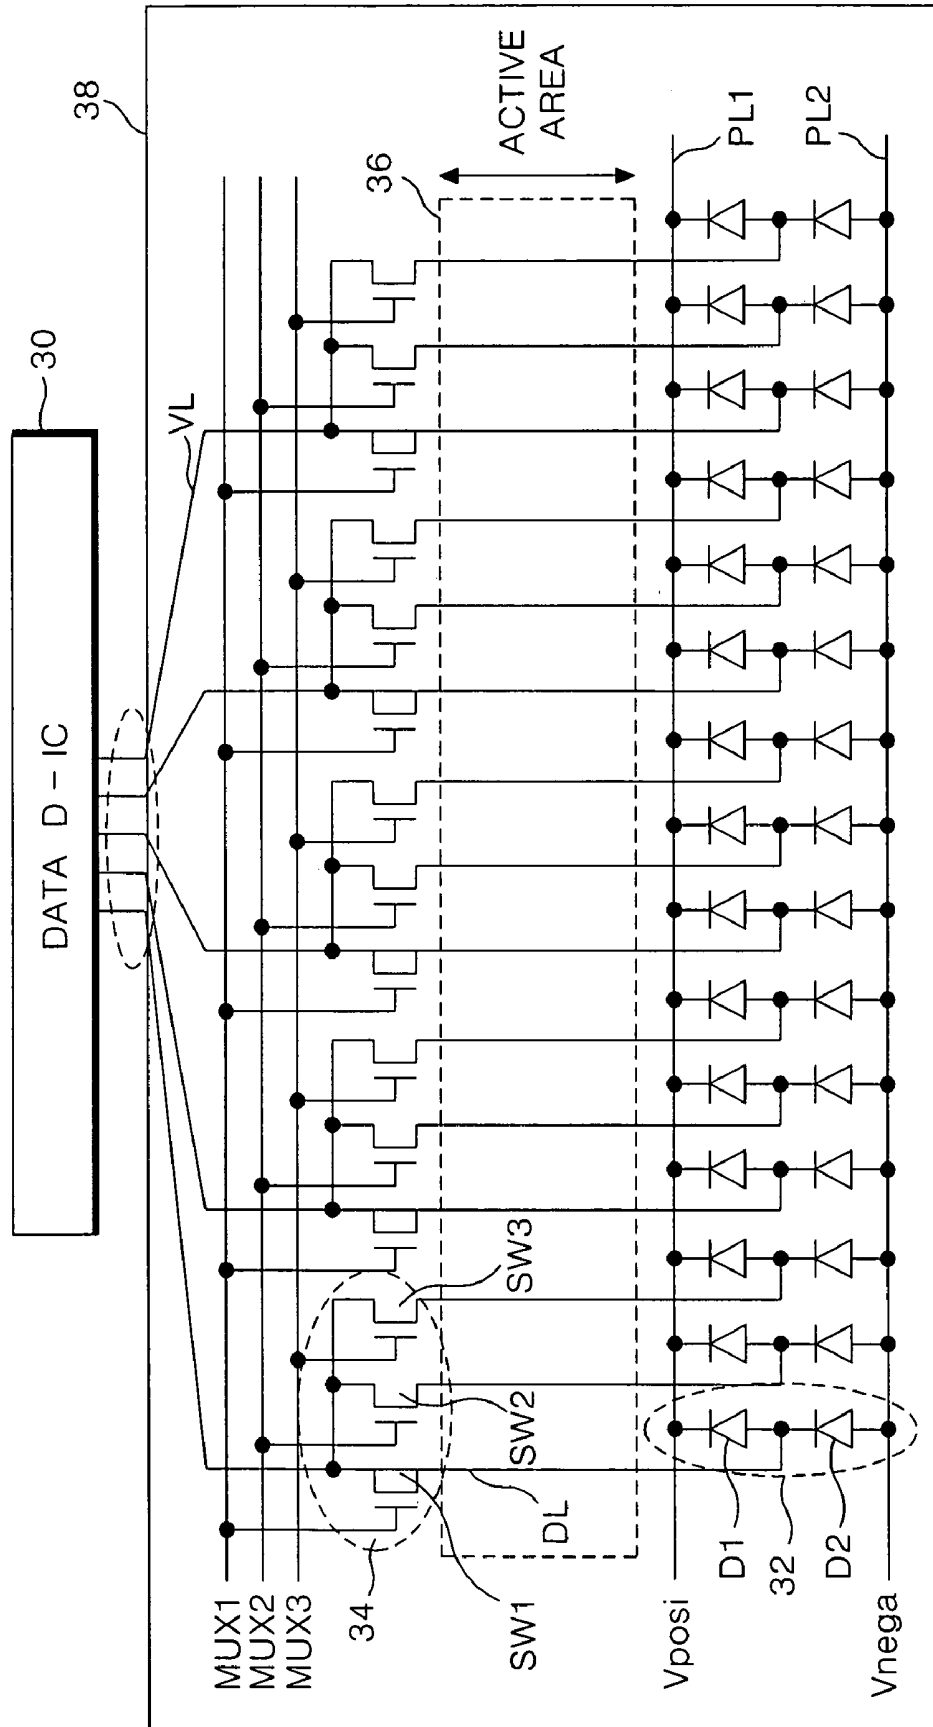 30
DATA D-IC
38
VL
MUX1
MUX2
MUX3
34
SW1
SW2
SW3
DL
36
ACTIVE
AREA
Vposi
PL1
D1
32
D2
Vnega
PL2